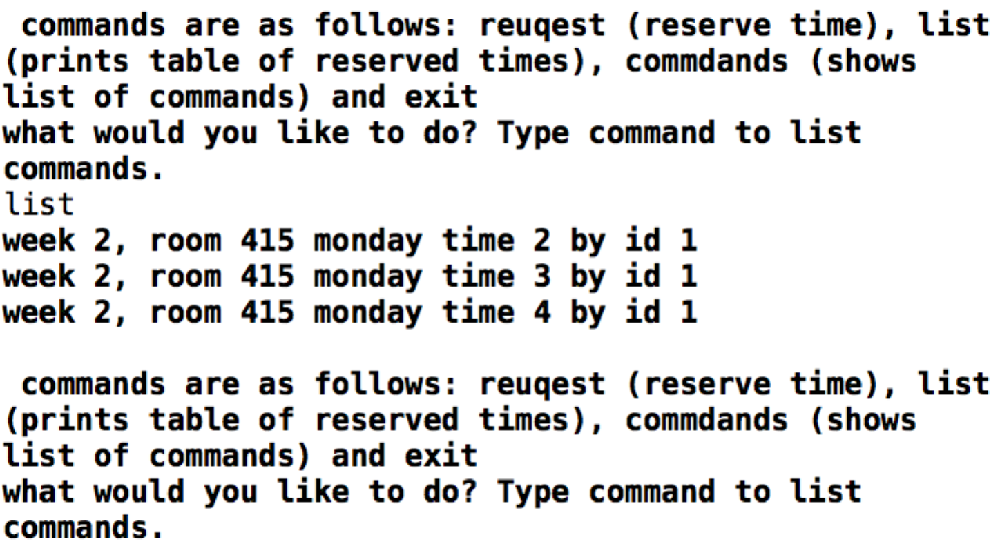 commands are as follows: reuqest (reserve time), list
(prints table of reserved times), commdands (shows
list of commands) and exit
what would you like to do? Type command to list
commands.
list
week 2, room 415 monday time 2 by id 1
week 2, room 415 monday time 3 by id 1
week 2, room 415 monday time 4 by id 1
commands are as follows: reuqest (reserve time), list
(prints table of reserved times), commdands (shows
list of commands) and exit
what would you like to do? Type command to list
commands.